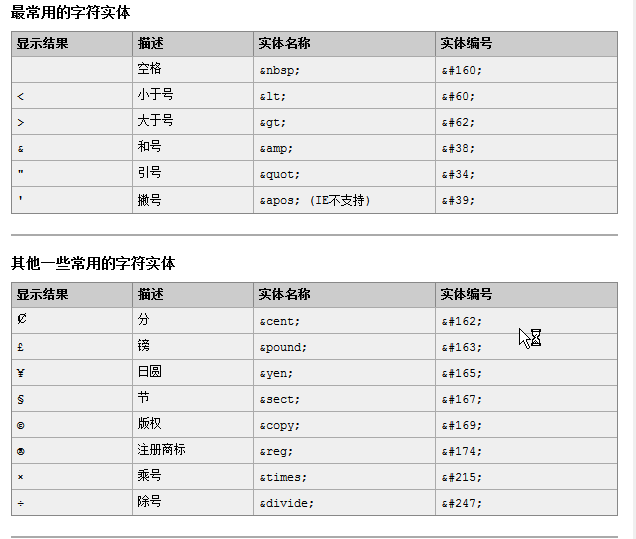 最常用的字符实体
显示结果 描述 实体名称 实体编号
空格 &nbsp; &#160;
< 小于号 &lt; &#60;
> 大于号 &gt; &#62;
& 和号 &amp; &#38;
" 引号 &quot; &#34;
' 撇号 &apos; (IE不支持) &#39;
其他一些常用的字符实体
显示结果 描述 实体名称 实体编号
¢ 分 &cent; &#162;
£ 镑 &pound; &#163;
¥ 日圆 &yen; &#165;
§ 节 &sect; &#167;
© 版权 &copy; &#169;
® 注册商标 &reg; &#174;
× 乘号 &times; &#215;
÷ 除号 &divide; &#247;